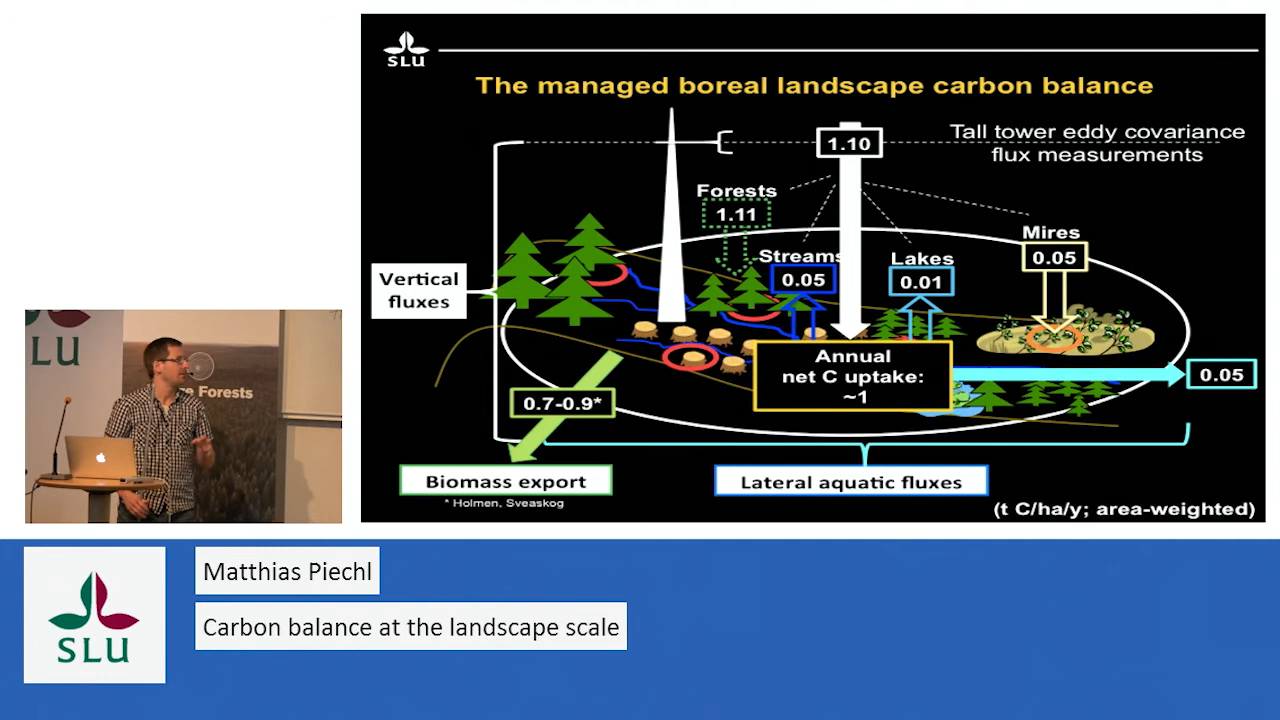 SLU
The managed boreal landscape carbon balance
Tall tower eddy covariance
flux measurements
1.10
Forests
1.11
Streams
0.05
Lakes
0.01
Mires
0.05
Vertical
fluxes
Annual
net C uptake:
~1
0.05
0.7-0.9*
Biomass export
* Holmen, Sveaskog
Lateral aquatic fluxes
(t C/ha/y; area-weighted)
LU
re Forests
Matthias Piechl
Carbon balance at the landscape scale
SLU